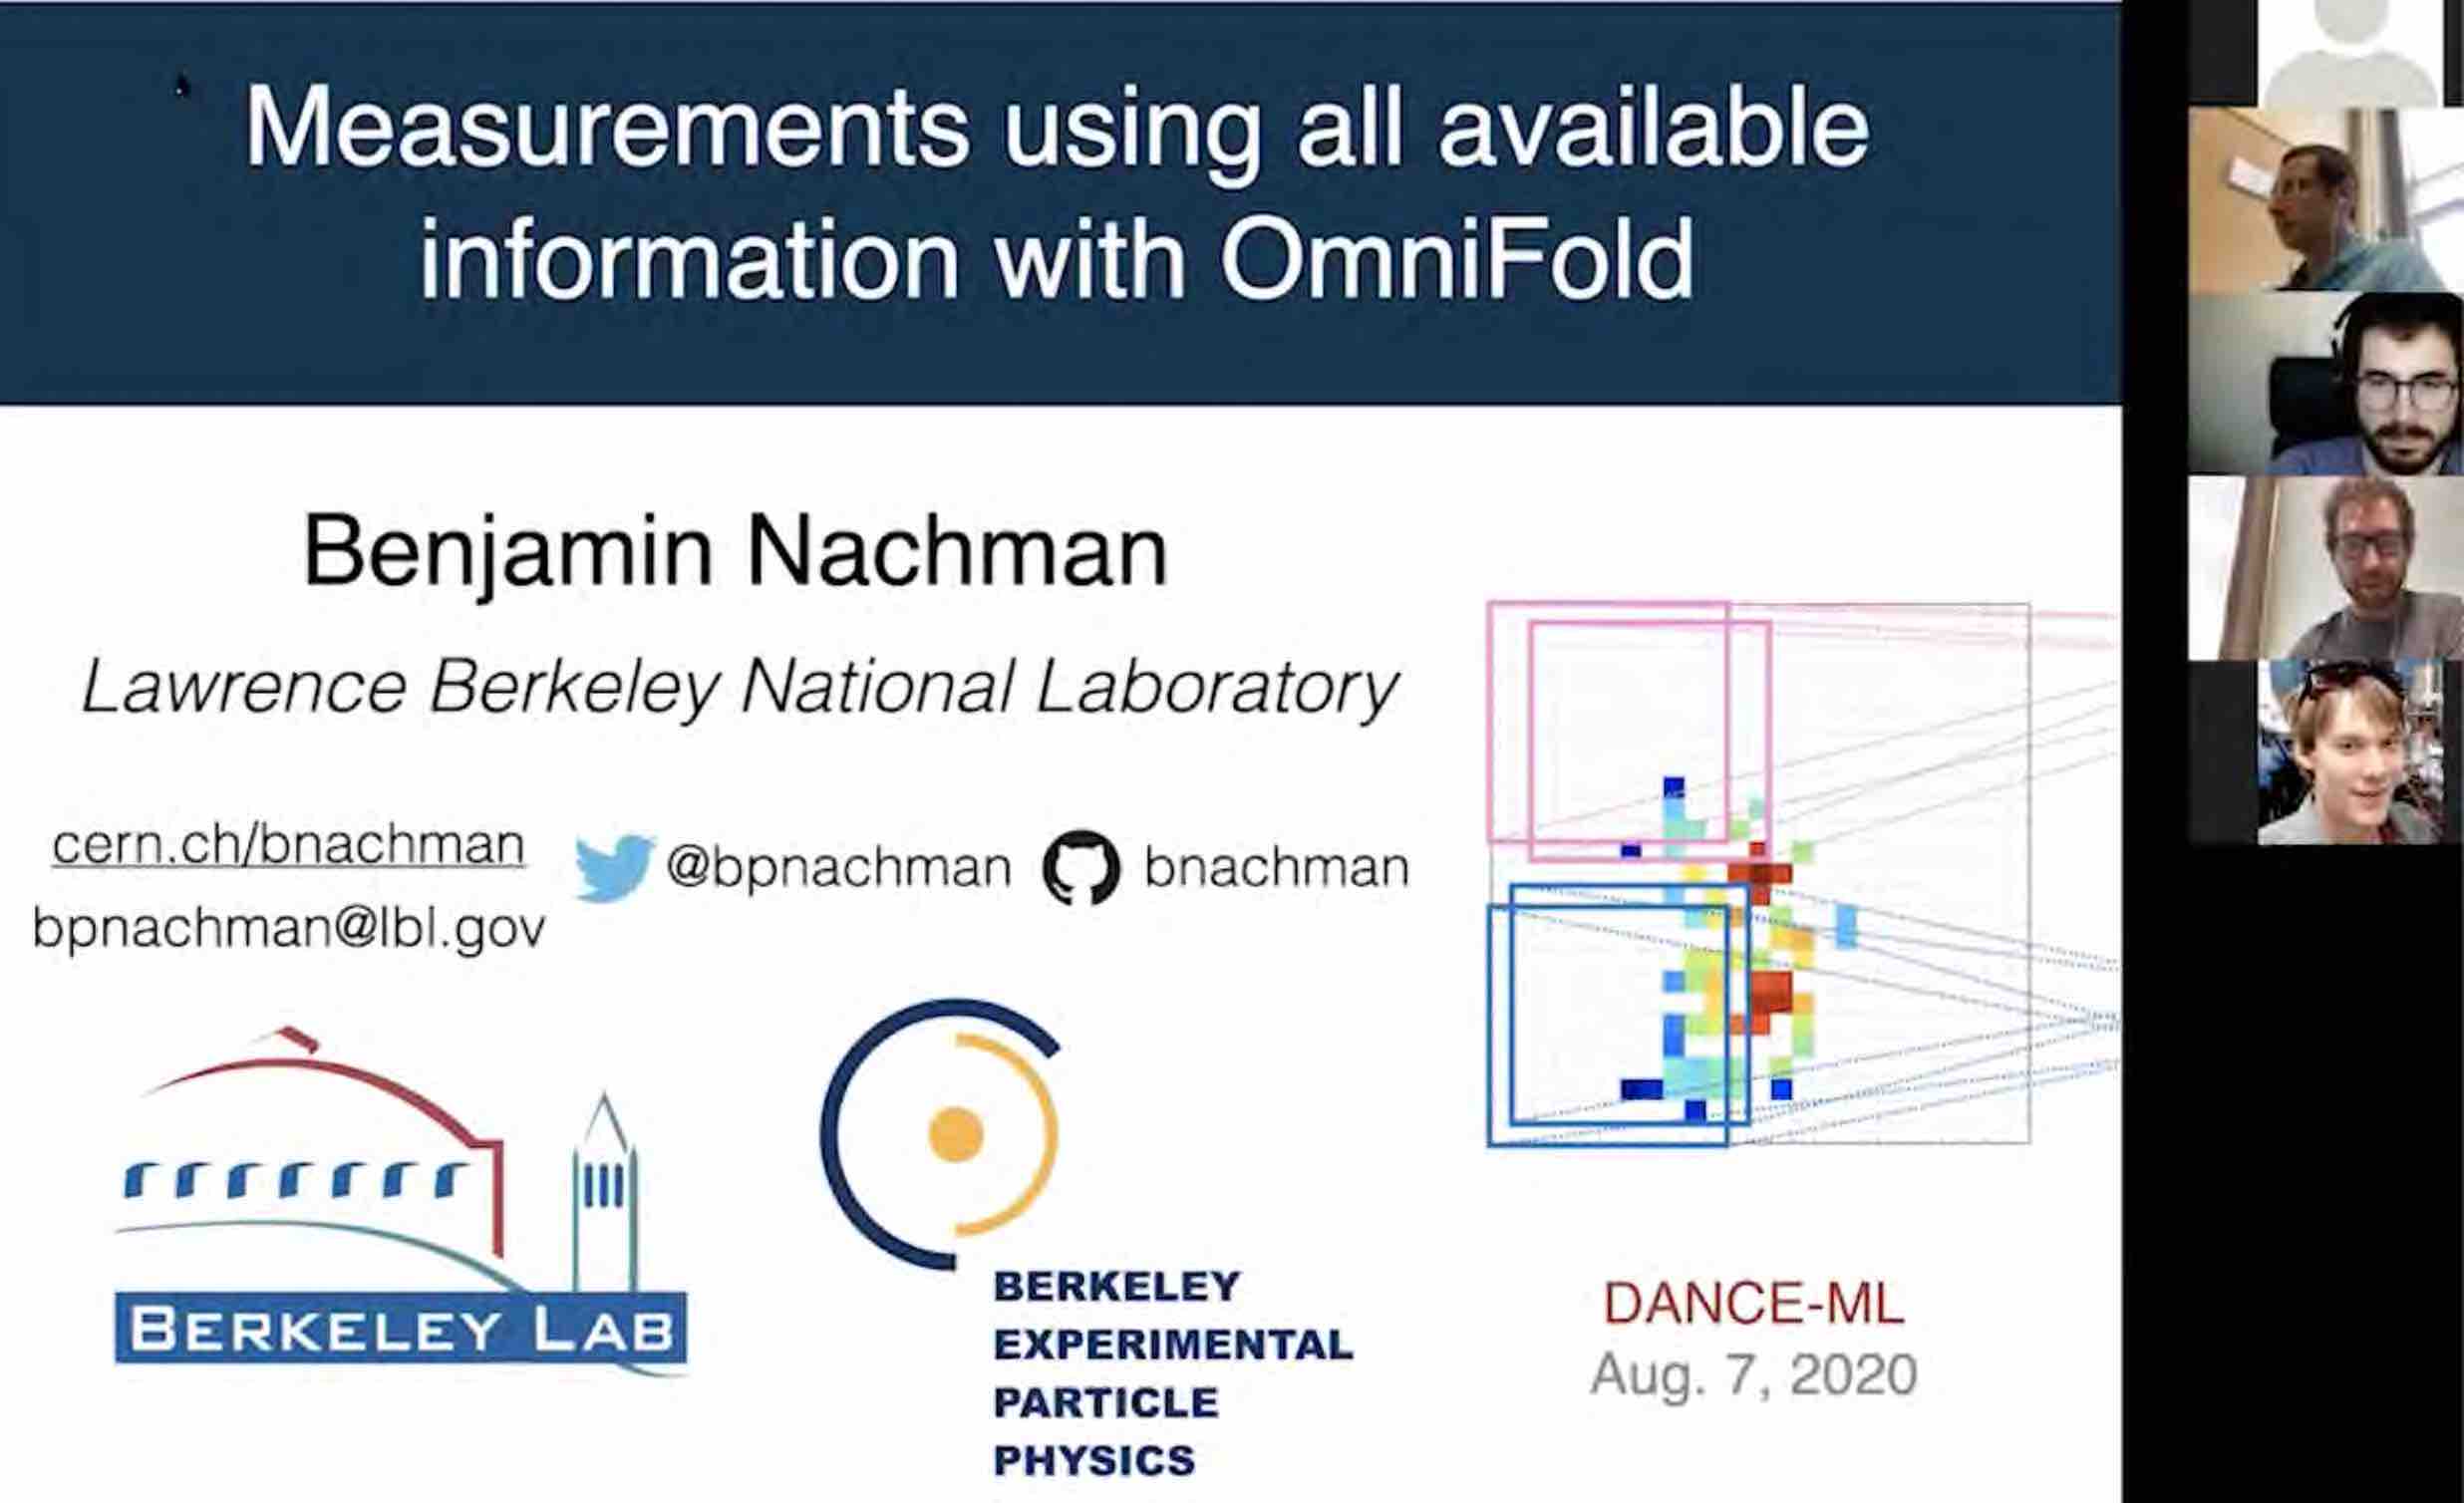 Measurements using all available
information with OmniFold
Benjamin Nachman
Lawrence Berkeley National Laboratory
cern.ch/bnachman
@bpnachman
bnachman
bpnachman@lbl.gov
BERKELEY LAB
BERKELEY
EXPERIMENTAL
PARTICLE
PHYSICS
DANCE-ML
Aug. 7, 2020